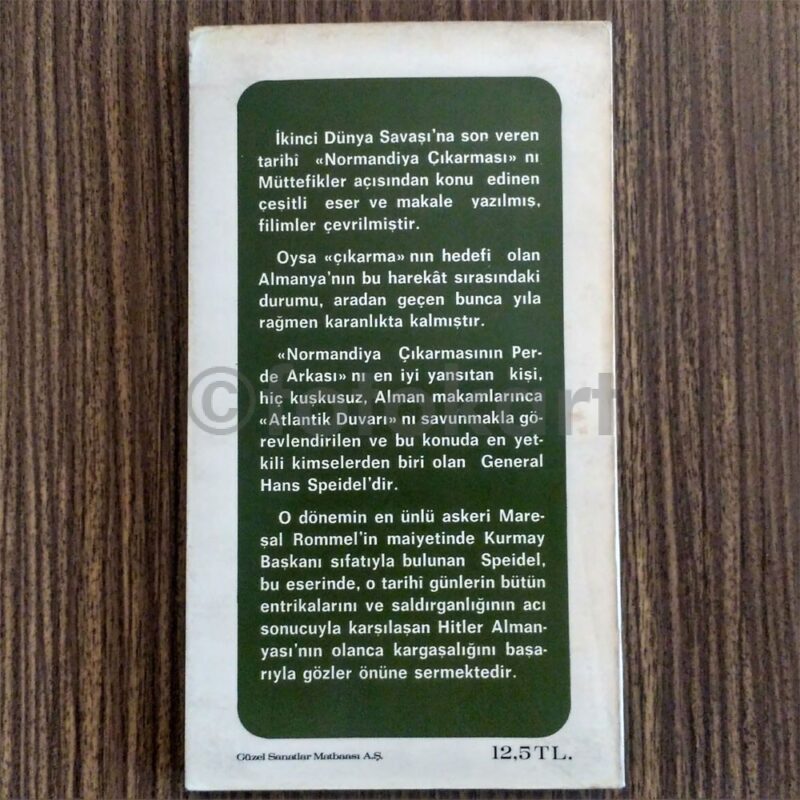 İkinci Dünya Savaşı'na son veren
tarihi «Normandiya Çıkarması» nı
Müttefikler açısından konu edinen
çeşitli eser ve makale yazılmış,
filimler çevrilmiştir.
Oysa «çıkarma» nın hedefi olan
Almanya'nın bu harekât sırasındaki
durumu, aradan geçen bunca yıla
rağmen karanlıkta kalmıştır.
«Normandiya Çıkarmasının Per-
de Arkası» nı en iyi yansıtan kişi,
hiç kuşkusuz, Alman makamlarınca
«Atlantik Duvarı» nı savunmakla gö-
revlendirilen ve bu konuda en yet-
kili kimselerden biri olan General
Hans Speidel'dir.
O dönemin en ünlü askeri Mare-
şal Rommel'in maiyetinde Kurmay
Başkanı sıfatıyla bulunan Speidel,
bu eserinde, o tarihi günlerin bütün
entrikalarını ve saldırganlığının acı
sonucuyla karşılaşan Hitler Alman-
yası'nın olanca kargaşalığını başa-
rıyla gözler önüne sermektedir.
Güzel Sanatlar Matbaası A.Ş.
12,5 TL.